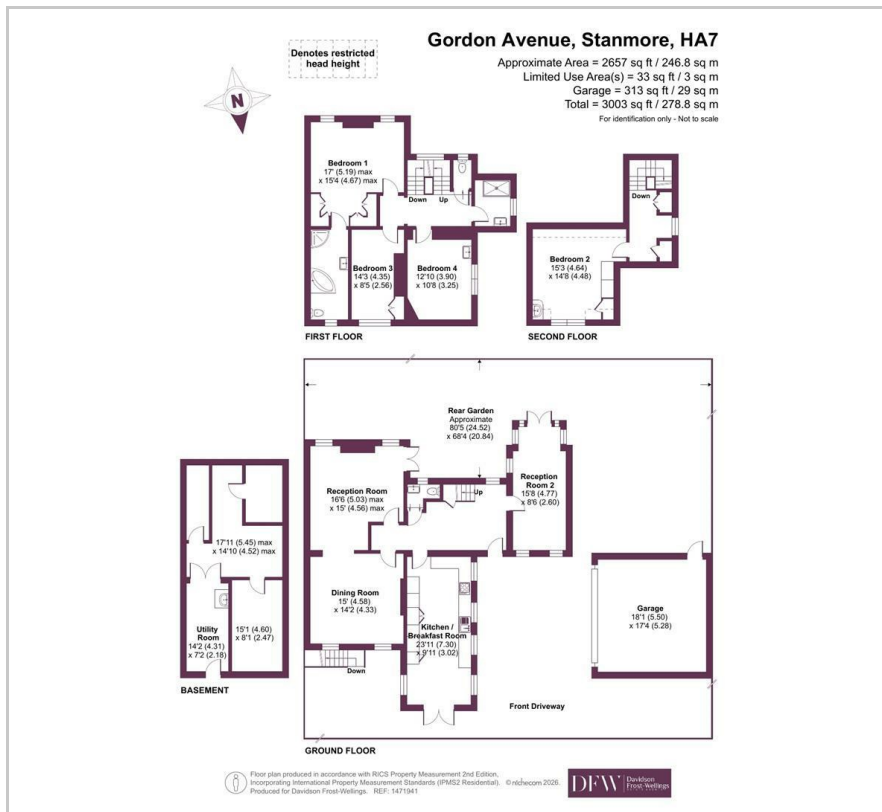 Gordon Avenue, Stanmore, HA7
Approximate Area = 2657 sq ft / 246.8 sq m
Limited Use Area(s) = 33 sq ft / 3 sq m
Garage = 313 sq ft / 29 sq m
Total = 3003 sq ft / 278.8 sq m
For identification only - Not to scale
Denotes restricted
head height
N
Bedroom 1
17" (5.19) max
x 15'4 (4.67) max
Down
Up
Bedroom 3
14'3 (4.35)
x 8'5 (2.56)
Bedroom 4
12'10 (3.90)
x 10'8 (3.25)
FIRST FLOOR
Down
Bedroom 2
15'3 (4.64)
x 14'8 (4.48)
SECOND FLOOR
Rear Garden
Approximate
80'5 (24.52)
x 68'4 (20.84)
Reception Room
16'6 (5.03) max
x 15' (4.56) max
Up
Reception
Room 2
15'8 (4.77)
x 8'6 (2.60)
Dining Room
15' (4.58)
x 14'2 (4.33)
Kitchen /
Breakfast Room
23'11 (7.30)
x 9'11 (3.02)
Garage
18'1 (5.50)
x 17'4 (5.28)
Down
Front Driveway
GROUND FLOOR
17'11 (5.45) max
x 14'10 (4.52) max
Utility
Room
14'2 (4.31)
x 7'2 (2.18)
15'1 (4.60)
x 8'1 (2.47)
BASEMENT
Floor plan produced in accordance with RICS Property Measurement 2nd Edition.
Incorporating International Property Measurement Standards (IPMS2 Residential). © nichecom 2026.
Produced for Davidson Frost-Wellings. REF: 1471941
DFW
Davidson
Frost-Wellings